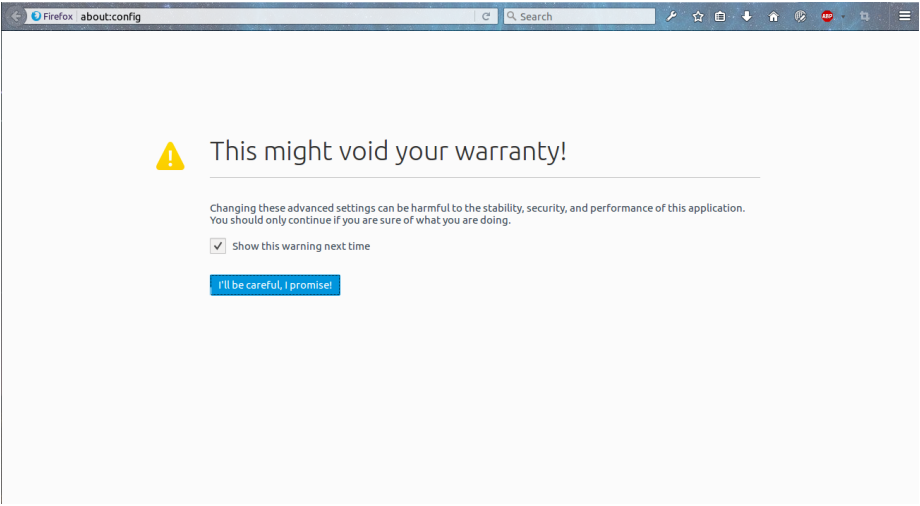 Firefox about:config Search ABP
This might void your warranty!
Changing these advanced settings can be harmful to the stability, security, and performance of this application.
You should only continue if you are sure of what you are doing.
Show this warning next time
I'll be careful, I promise!